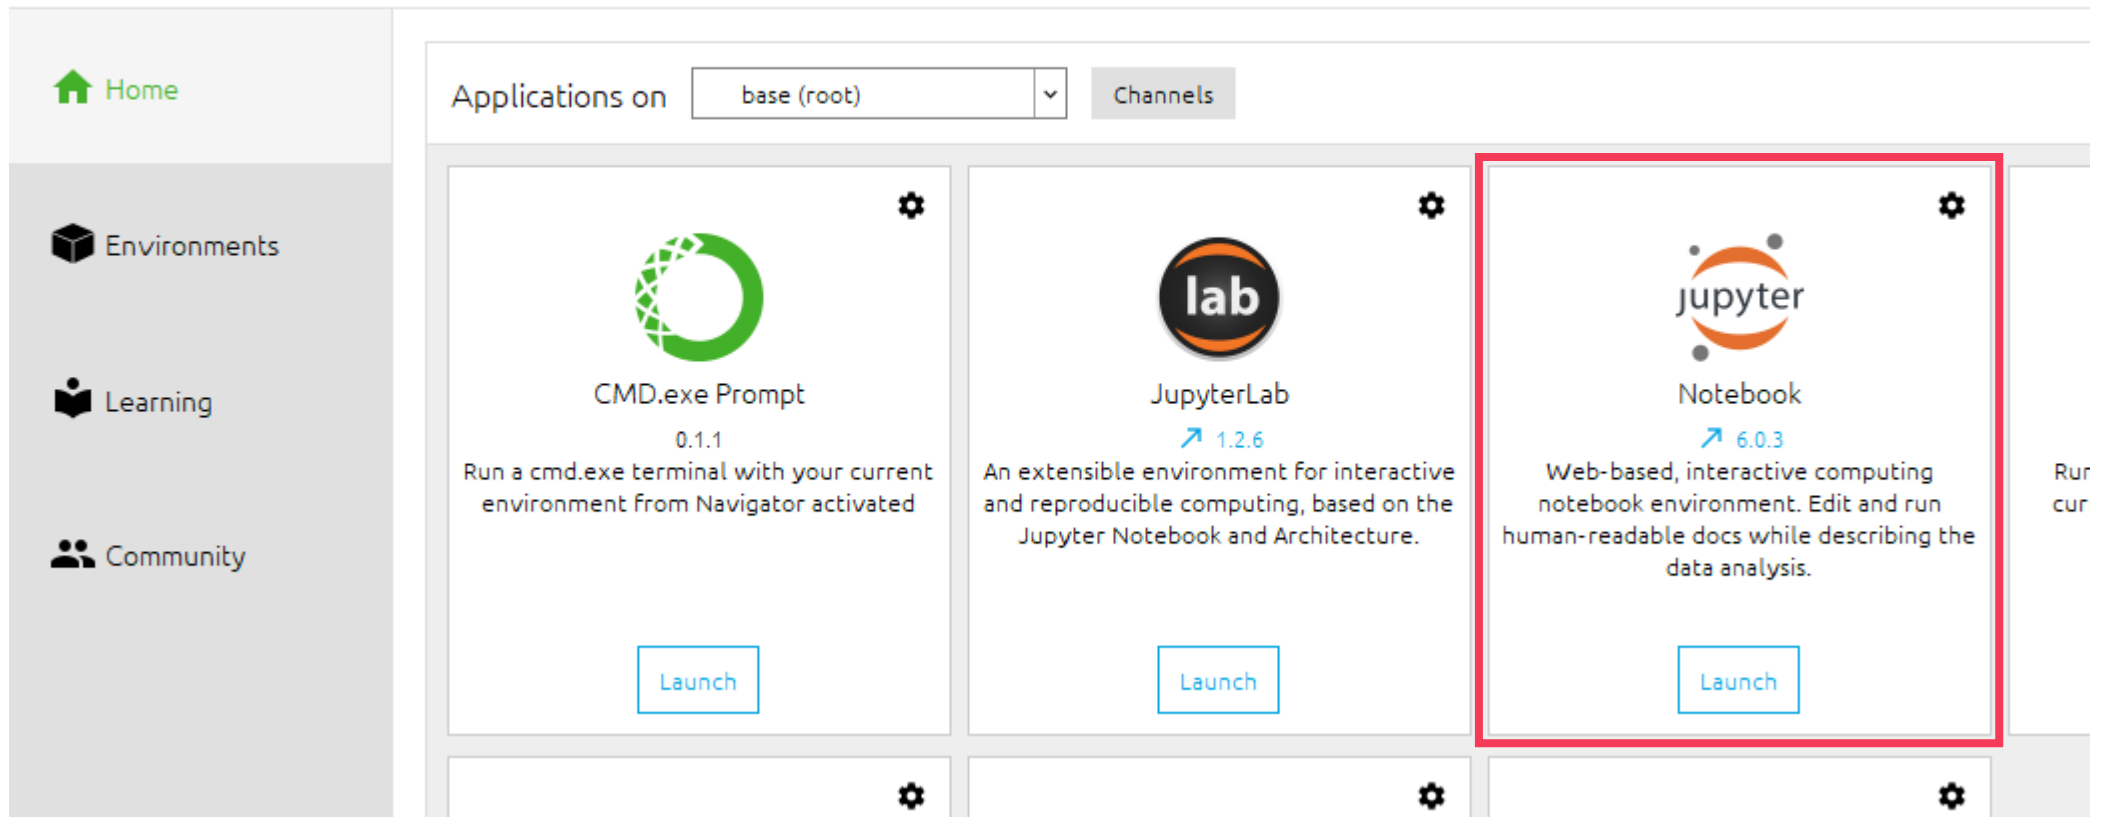 Home
Applications on
base (root)
Channels
Environments
Learning
Community
CMD.exe Prompt
0.1.1
Run a cmd.exe terminal with your current
environment from Navigator activated
Launch
lab
JupyterLab
1.2.6
An extensible environment for interactive
and reproducible computing, based on the
Jupyter Notebook and Architecture.
Launch
jupyter
Notebook
6.0.3
Web-based, interactive computing
notebook environment. Edit and run
human-readable docs while describing the
data analysis.
Launch